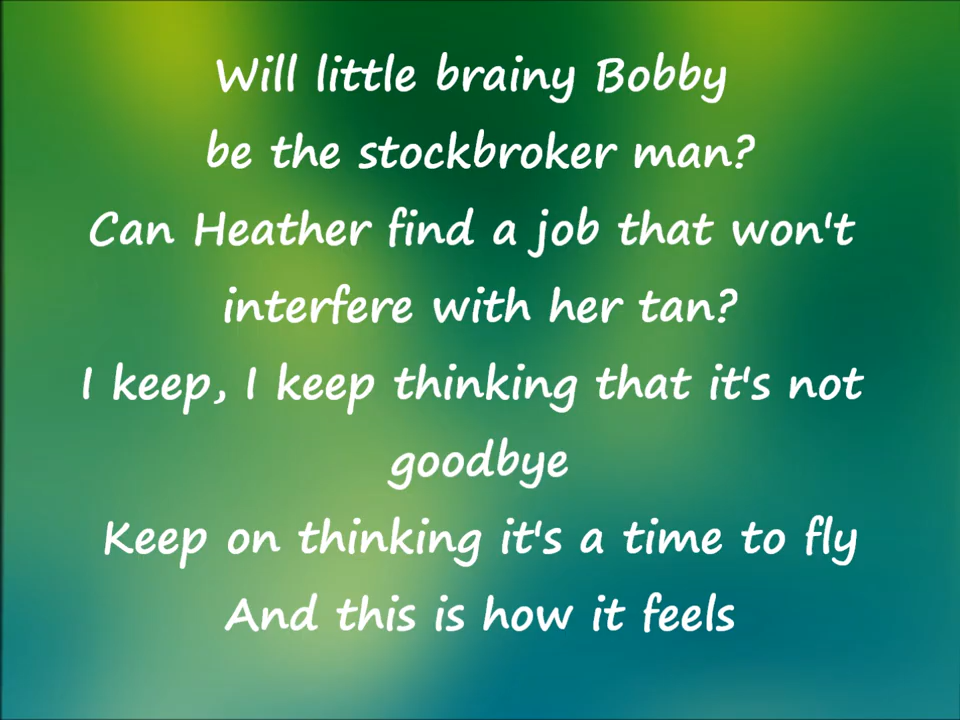 Will little brainy Bobby
be the stockbroker man?
Can Heather find a job that won't
interfere with her tan?
I keep, I keep thinking that it's not
goodbye
Keep on thinking it's a time to fly
And this is how it feels